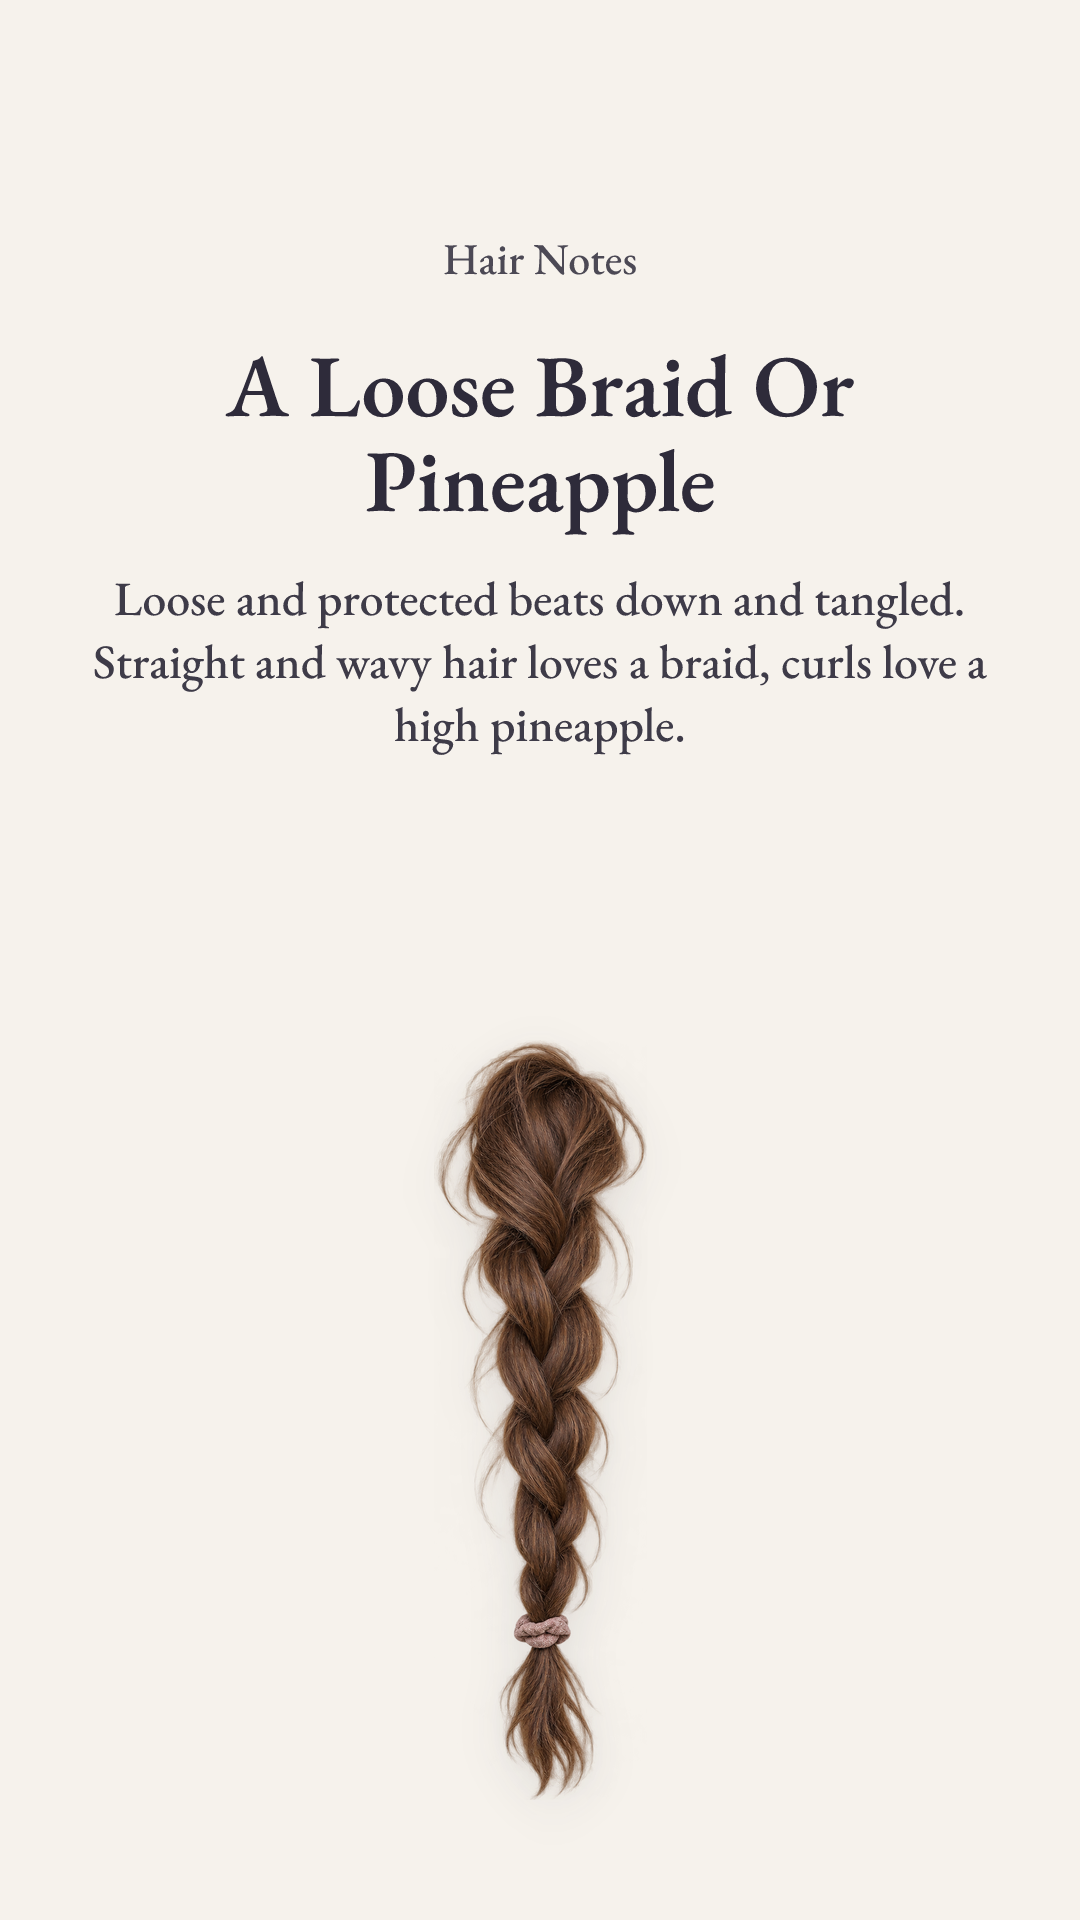 Hair Notes
A Loose Braid Or
Pineapple
Loose and protected beats down and tangled.
Straight and wavy hair loves a braid, curls love a
high pineapple.